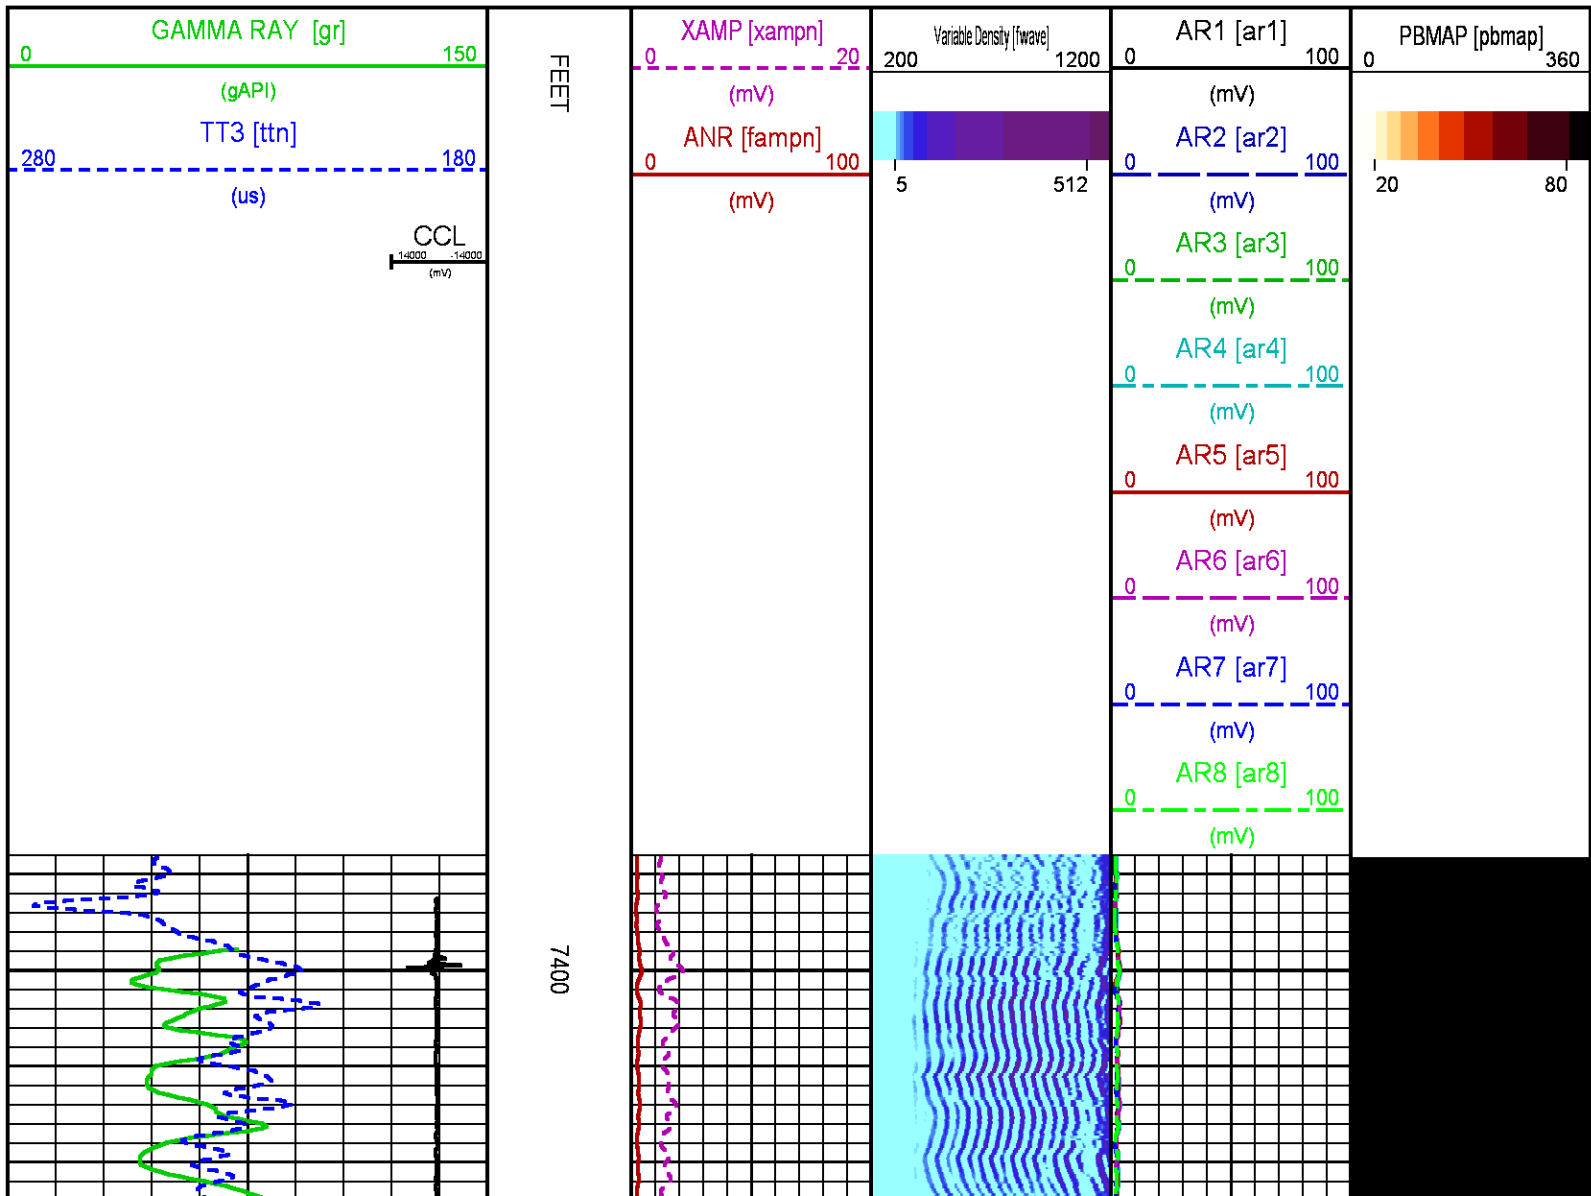 GAMMA RAY [gr]
0 150
(gAPI)
TT3 [ttn]
280 180
(us)
CCL
14000 -14000
(mV)
FEET
XAMP [xampn]
0 20
(mV)
ANR [fampn]
0 100
(mV)
Variable Density [fwave]
200 1200
5 512
AR1 [ar1]
0 100
(mV)
AR2 [ar2]
0 100
(mV)
AR3 [ar3]
0 100
(mV)
AR4 [ar4]
0 100
(mV)
AR5 [ar5]
0 100
(mV)
AR6 [ar6]
0 100
(mV)
AR7 [ar7]
0 100
(mV)
AR8 [ar8]
0 100
(mV)
PBMAP [pbmap]
0 360
20 80
7400